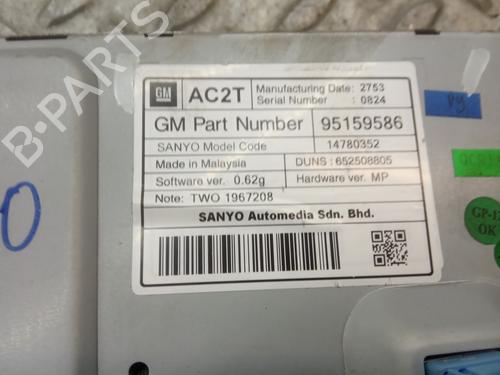 B-PARTS
GM
AC2T
Manufacturing Date: 2753
Serial Number : 0824
GM Part Number 95159586
SANYO Model Code 14780352
Made in Malaysia DUNS : 652508805
Software ver. 0.62g Hardware ver. MP
Note: TWO 1967208
SANYO Automedia Sdn. Bhd.
OK